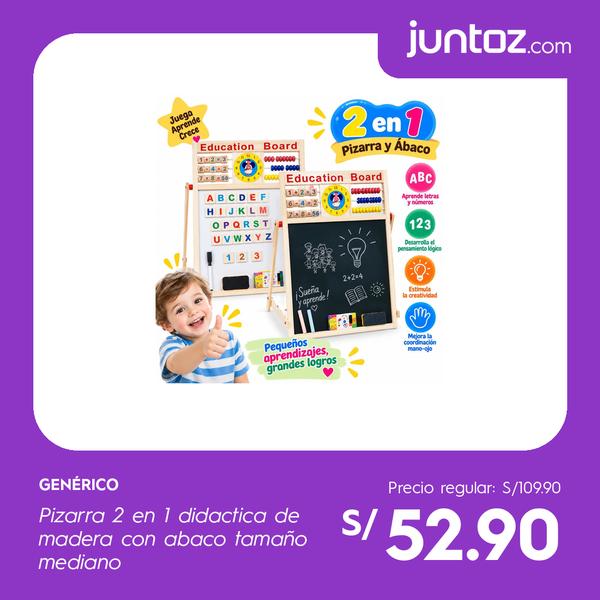 juntoz.com
Juega
Aprende
Crece
2 en 1
Pizarra y Ábaco
Education Board
A B C D E F
H I J K L M
O P Q R S T
U V W X Y Z
1 2 3
Education Board
2+2=4
¡Sueña
y aprende!
ABC
Aprende letras
y números
123
Desarrolla el
pensamiento lógico
Estimula
la creatividad
Mejora la
coordinación
mano-ojo
Pequeños
aprendizajes,
grandes logros
GENÉRICO
Pizarra 2 en 1 didactica de
madera con abaco tamaño
mediano
Precio regular: S/109.90
S/ 52.90